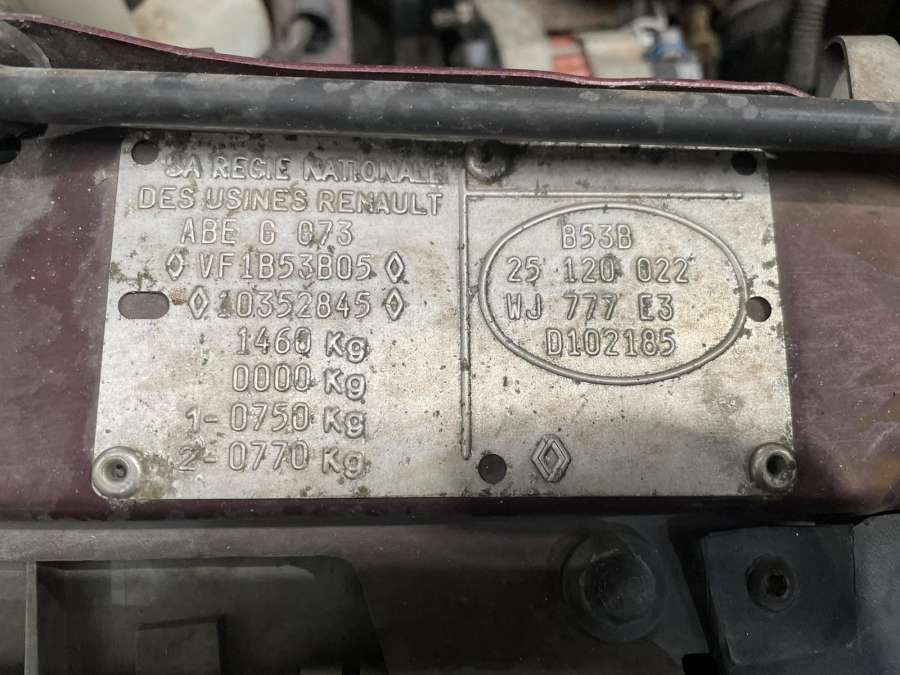 SA REGIE NATIONALE
DES USINES RENAULT
ABE G 073
VF1B53B05
10352845
1460 Kg
0000 Kg
1-0750 Kg
2-0770 Kg
B53B
25 120 022
WJ 777 E3
D102185